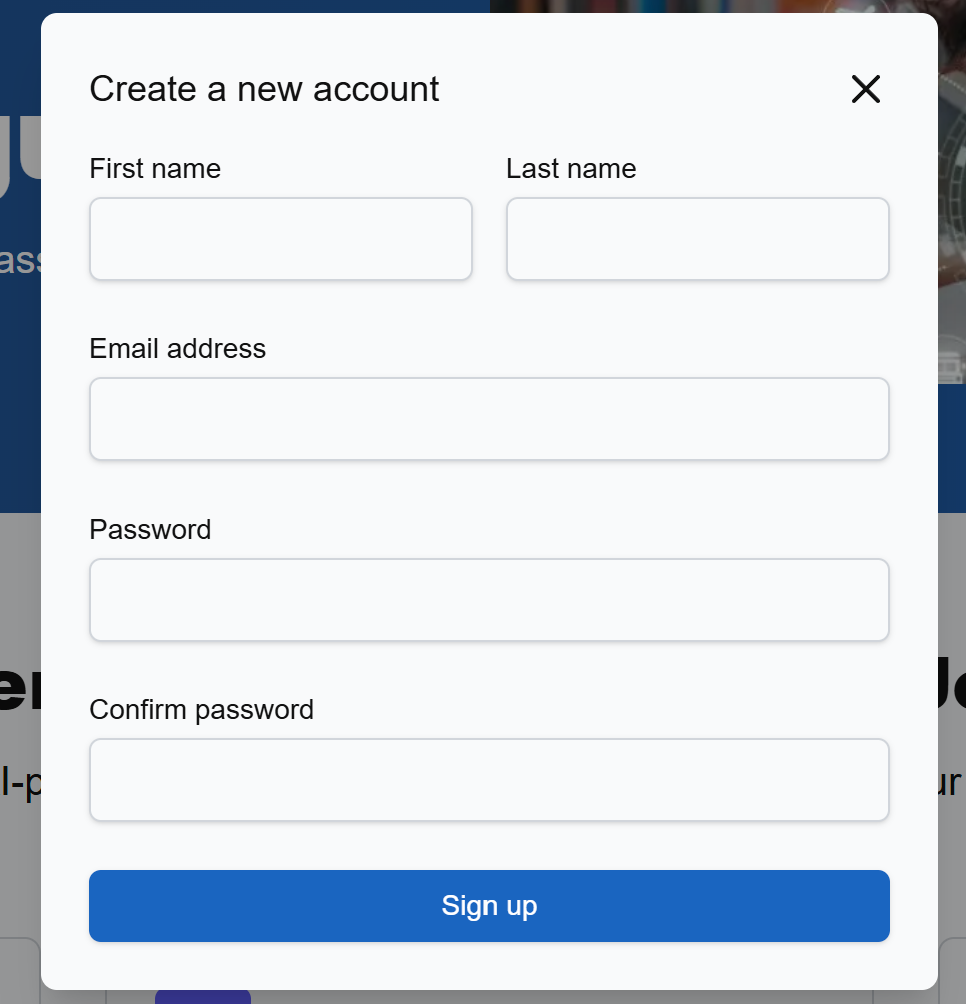 Create a new account
First name
Last name
Email address
Password
Confirm password
Sign up